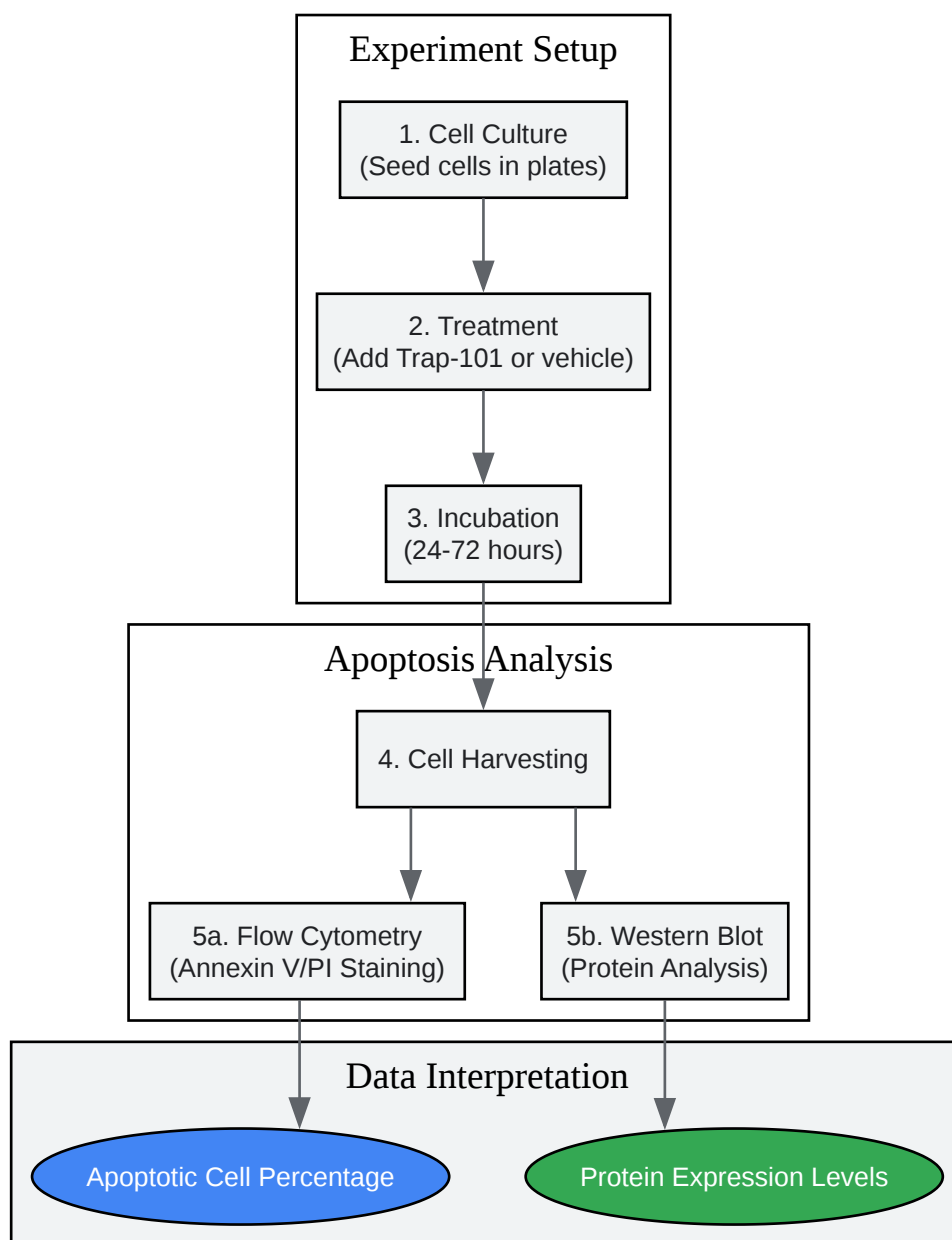 Experiment Setup
1. Cell Culture
(Seed cells in plates)
2. Treatment
(Add Trap-101 or vehicle)
3. Incubation
(24-72 hours)
Apoptosis Analysis
4. Cell Harvesting
5a. Flow Cytometry
(Annexin V/PI Staining)
5b. Western Blot
(Protein Analysis)
Data Interpretation
Apoptotic Cell Percentage
Protein Expression Levels